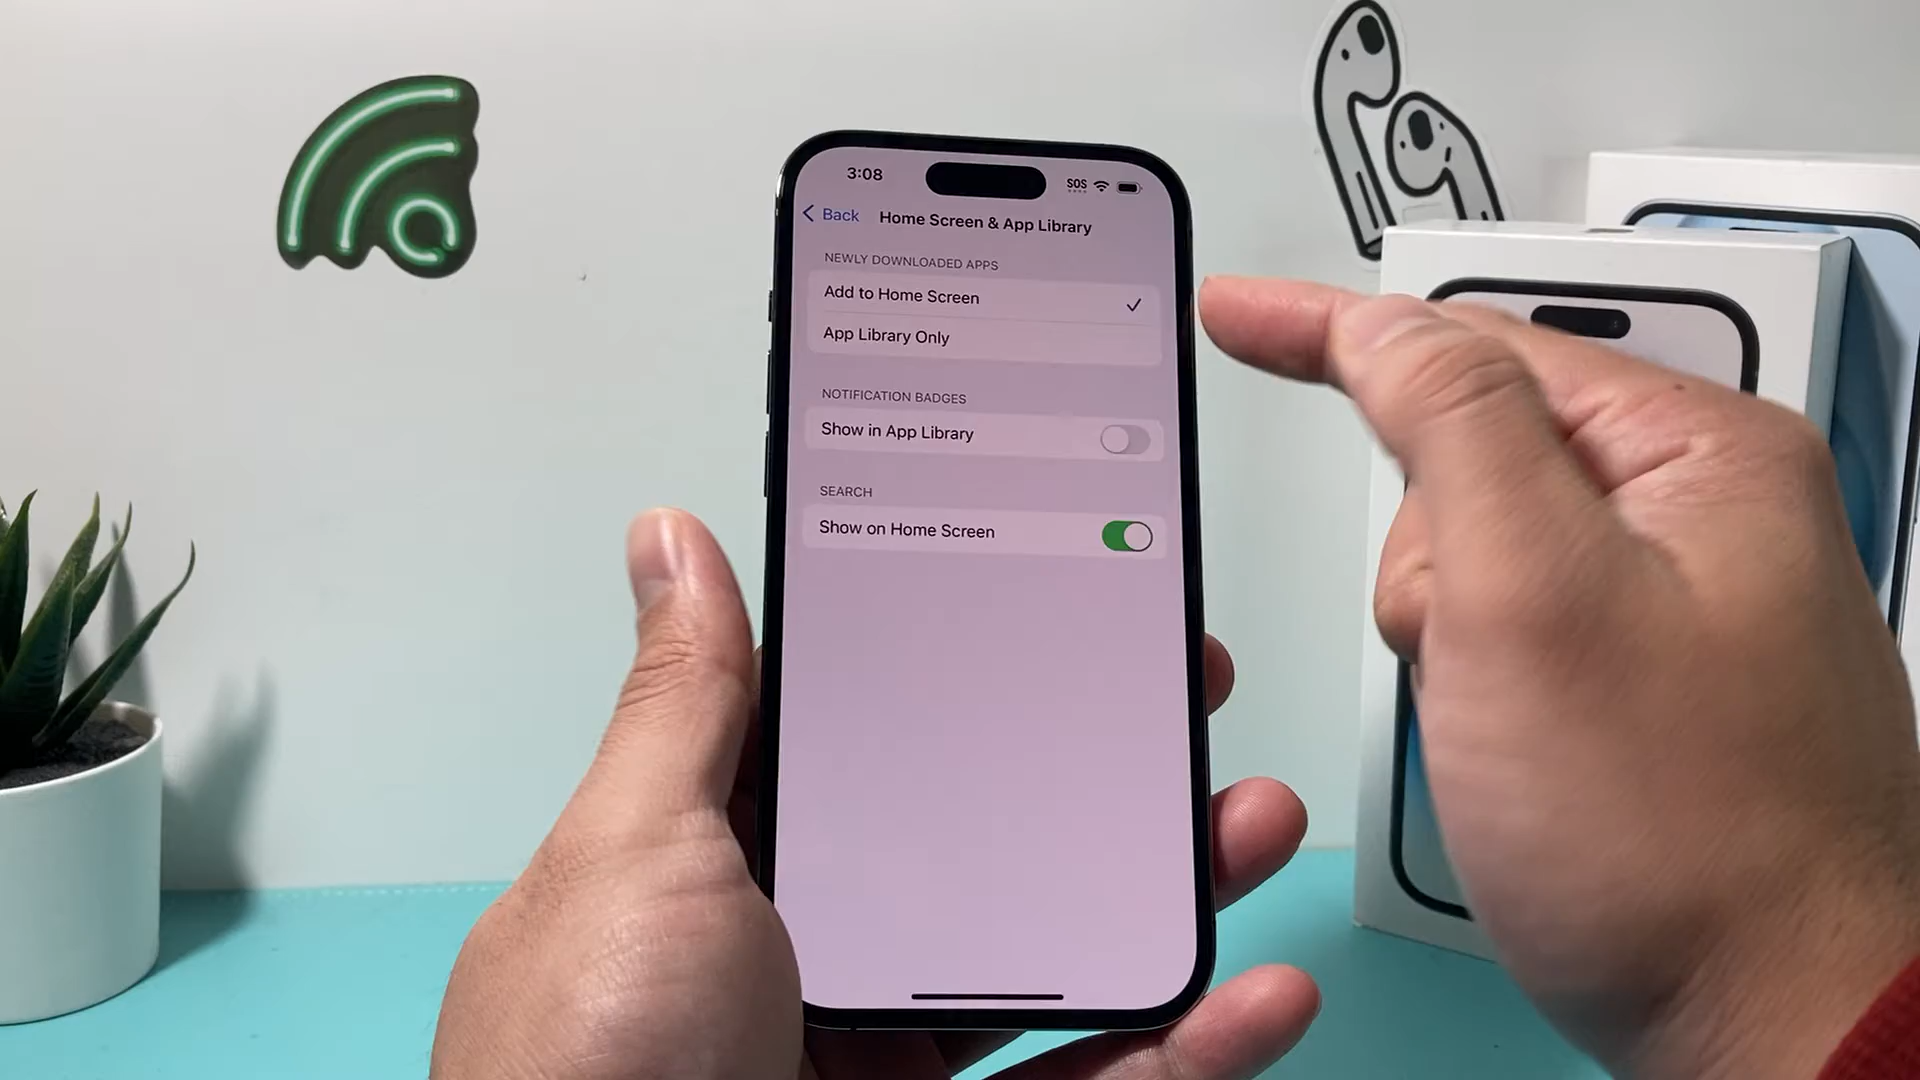 3:08
SOS
Back
Home Screen & App Library
NEWLY DOWNLOADED APPS
Add to Home Screen
App Library Only
NOTIFICATION BADGES
Show in App Library
SEARCH
Show on Home Screen